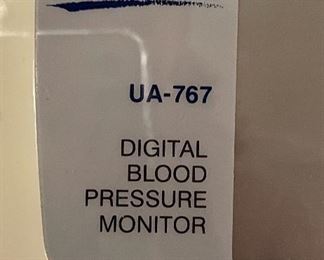 UA-767
DIGITAL
BLOOD
PRESSURE
MONITOR